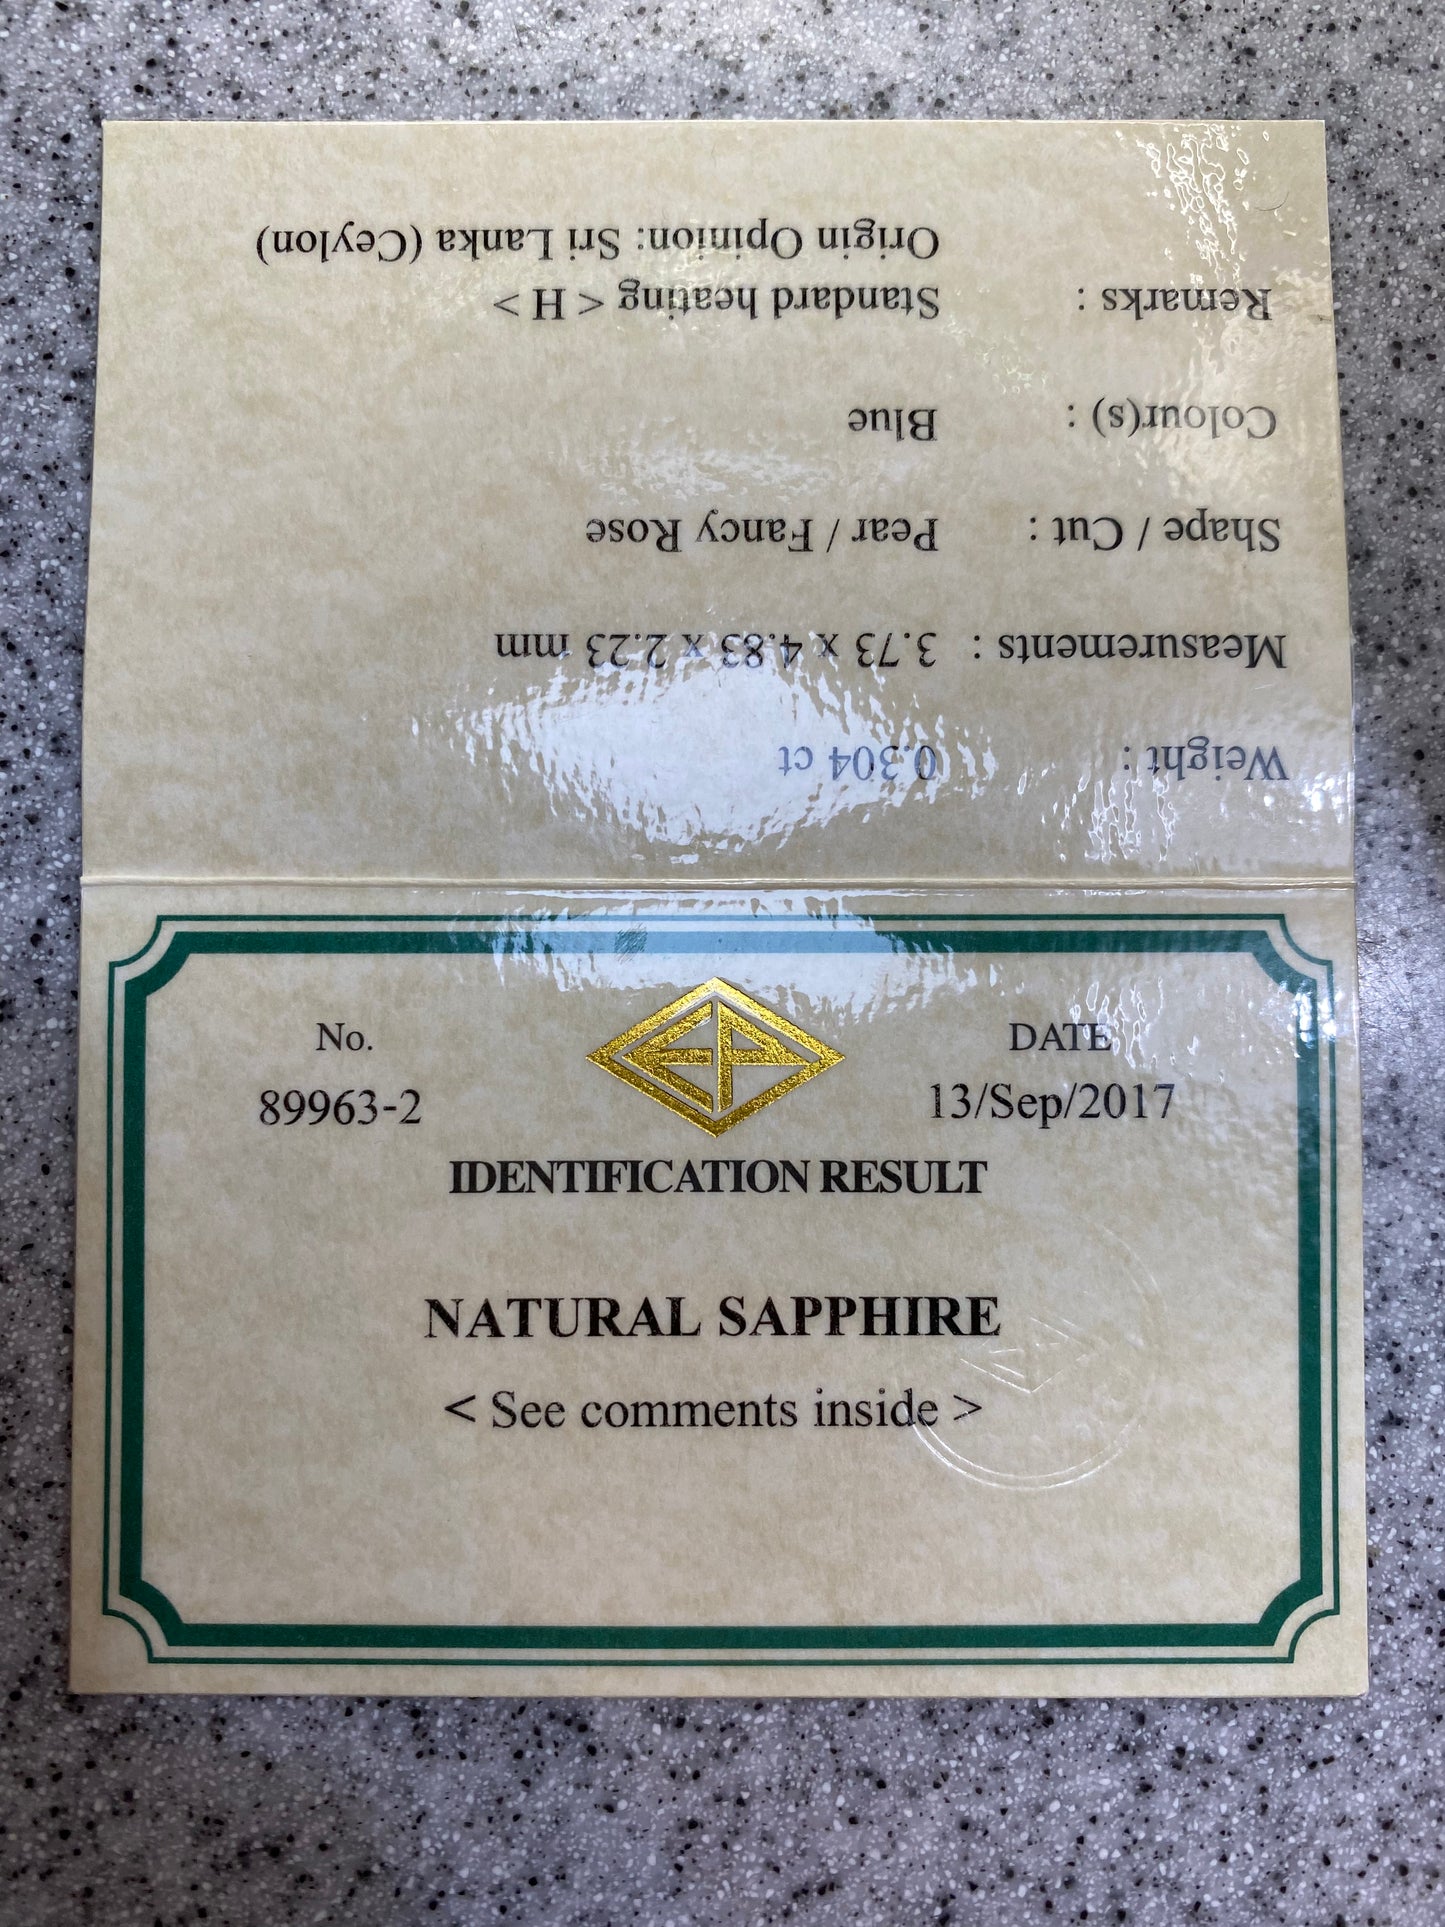 No.
89963-2
DATE
13/Sep/2017
IDENTIFICATION RESULT
NATURAL SAPPHIRE
< See comments inside >
Weight : 0.304 ct
Measurements : 3.73 x 4.83 x 2.23 mm
Shape / Cut : Pear / Fancy Rose
Colour(s) : Blue
Remarks : Standard heating < H >
Origin Opinion: Sri Lanka (Ceylon)